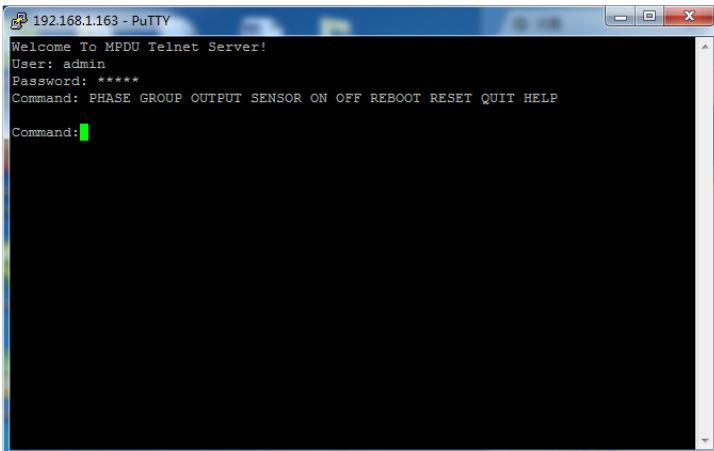 192.168.1.163 - PuTTY
Welcome To MPDU Telnet Server!
User: admin
Password: *****
Command: PHASE GROUP OUTPUT SENSOR ON OFF REBOOT RESET QUIT HELP
Command: